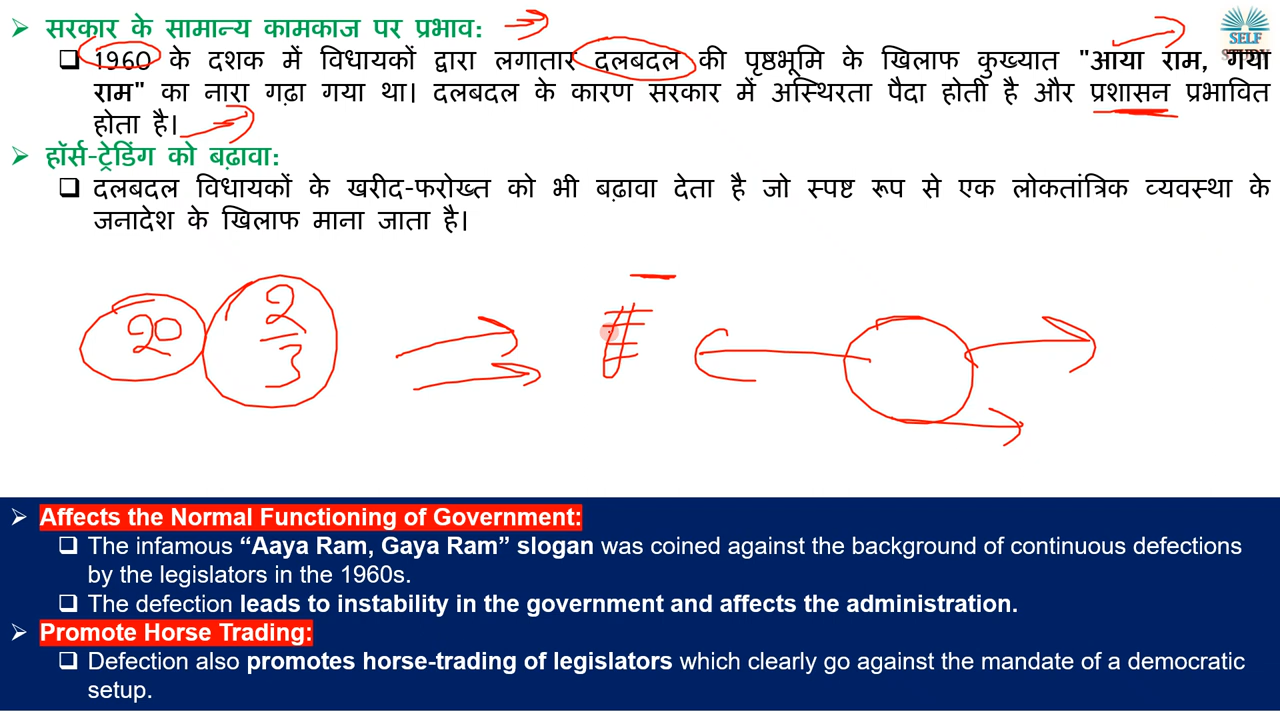 ➢ सरकार के सामान्य कामकाज पर प्रभाव:
❑ 1960 के दशक में विधायकों द्वारा लगातार दलबदल की पृष्ठभूमि के खिलाफ कुख्यात "आया राम, गया
राम" का नारा गढ़ा गया था। दलबदल के कारण सरकार में अस्थिरता पैदा होती है और प्रशासन प्रभावित
होता है।
➢ हॉर्स-ट्रेडिंग को बढ़ावा:
❑ दलबदल विधायकों के खरीद-फरोख्त को भी बढ़ावा देता है जो स्पष्ट रूप से एक लोकतांत्रिक व्यवस्था के
जनादेश के खिलाफ माना जाता है।
SELF
STUDY
20 2/3
➢ Affects the Normal Functioning of Government:
❑ The infamous “Aaya Ram, Gaya Ram” slogan was coined against the background of continuous defections
by the legislators in the 1960s.
❑ The defection leads to instability in the government and affects the administration.
➢ Promote Horse Trading:
❑ Defection also promotes horse-trading of legislators which clearly go against the mandate of a democratic
setup.